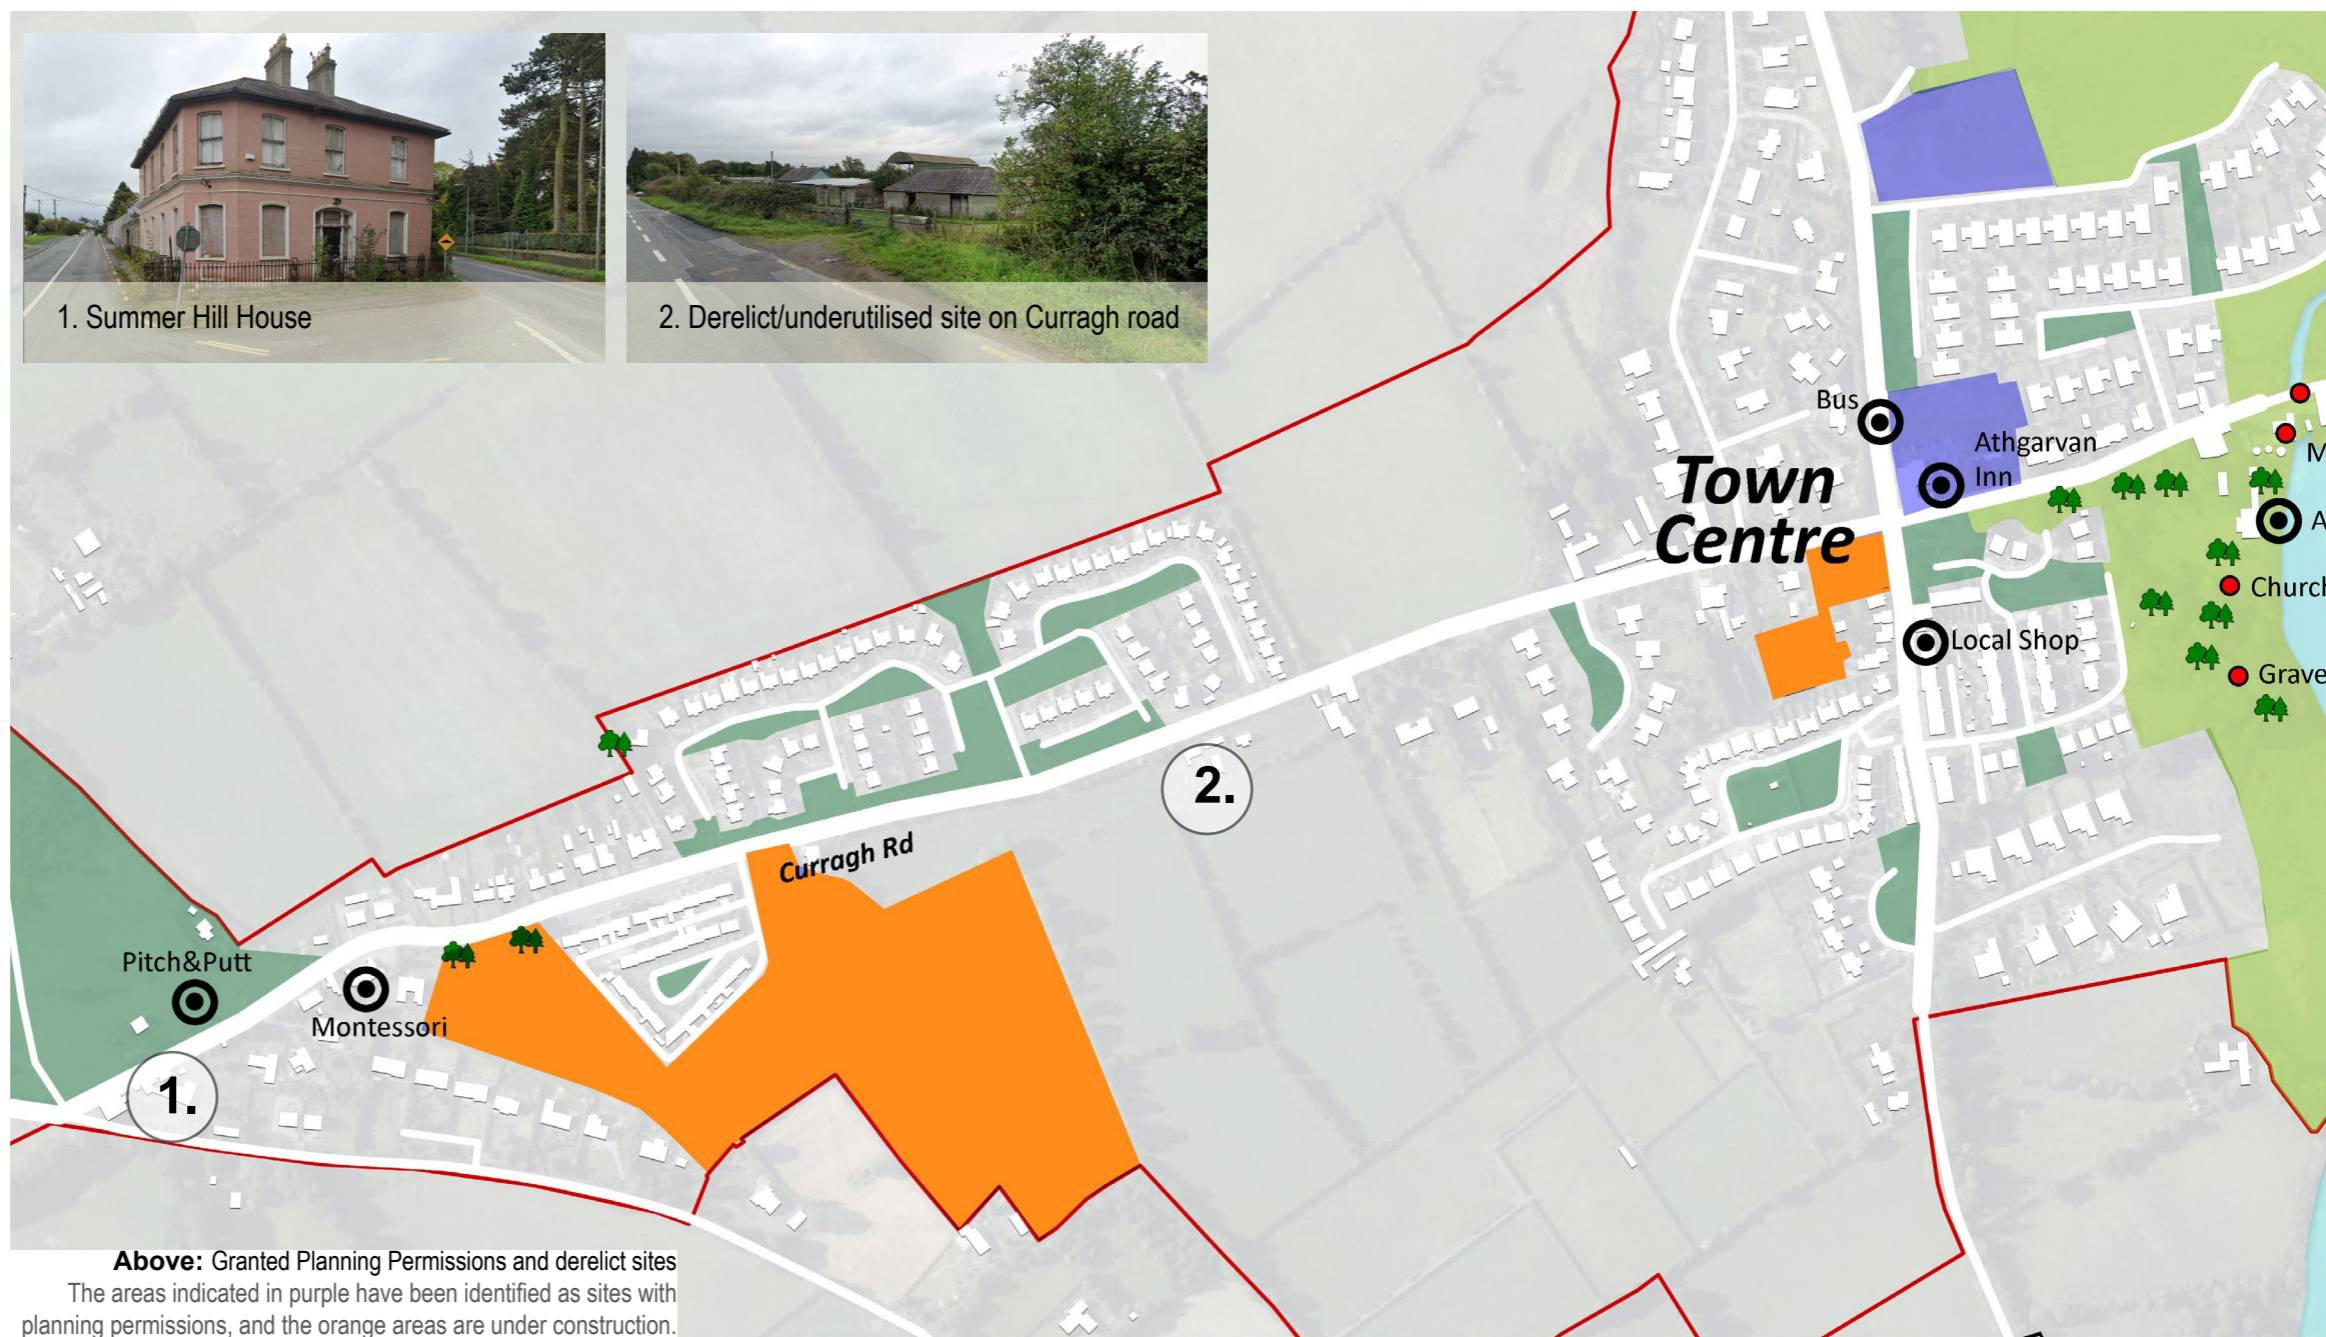 1. Summer Hill House
2. Derelict/underutilised site on Curragh road
Bus
Athgarvan
Inn
Town
Centre
M
A
Church
Local Shop
Grave
2.
Curragh Rd
Pitch&Putt
Montessori
1.
Above: Granted Planning Permissions and derelict sites
The areas indicated in purple have been identified as sites with
planning permissions, and the orange areas are under construction.